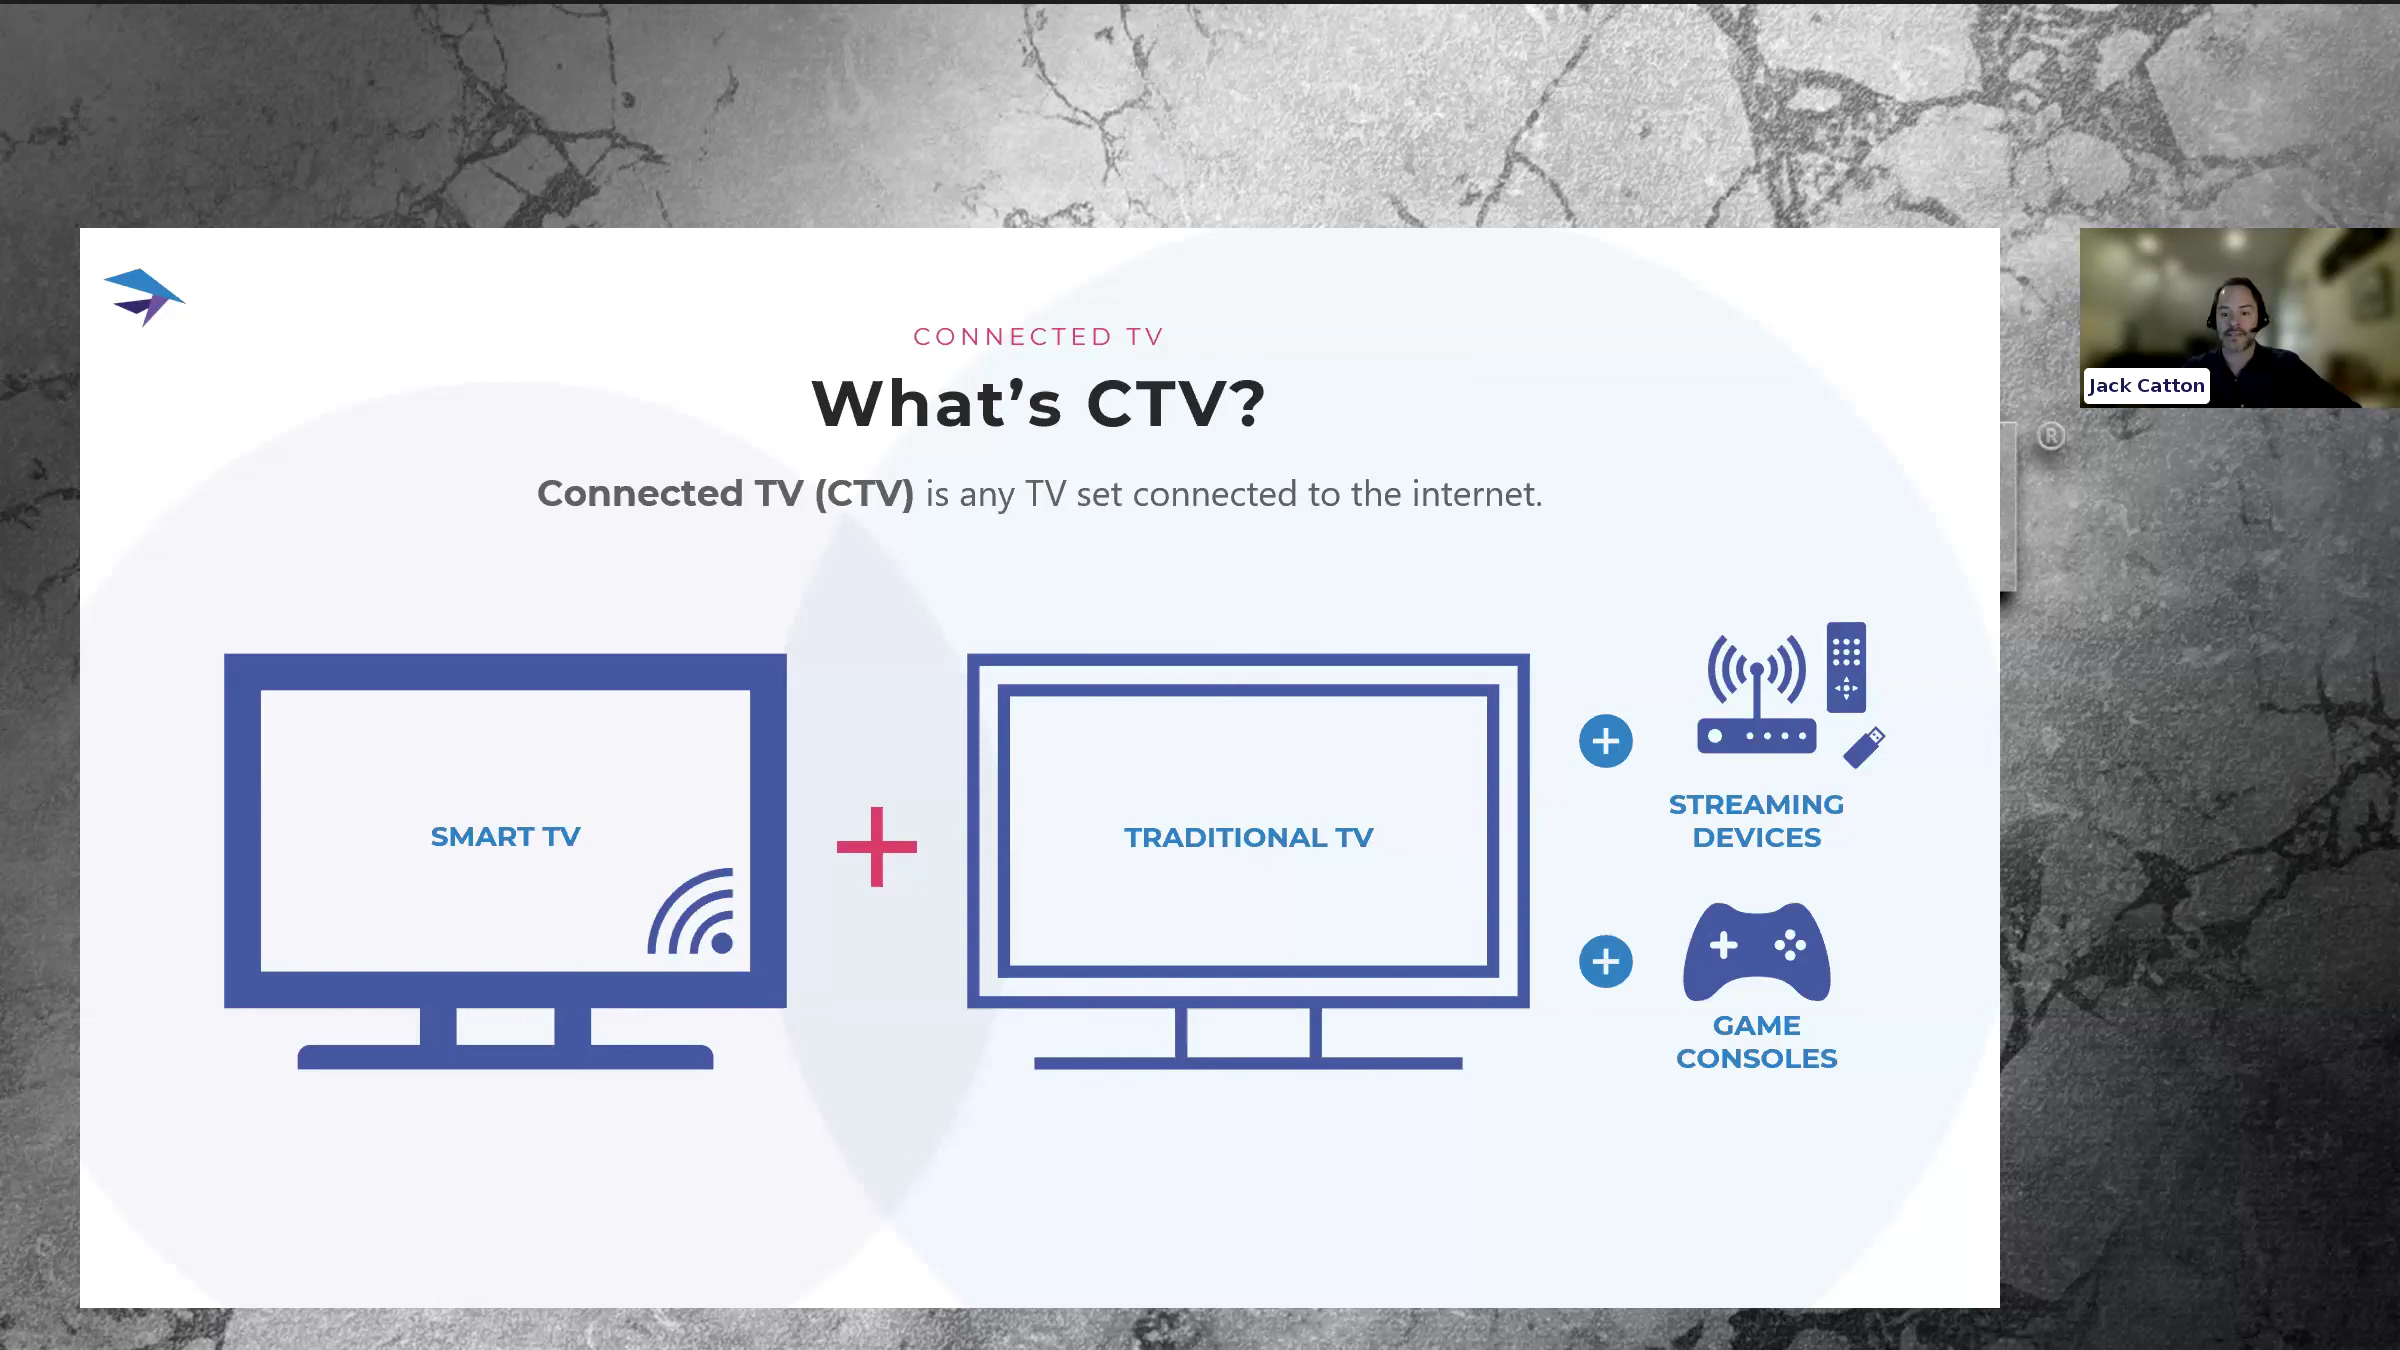 CONNECTED TV
What’s CTV?
Connected TV (CTV) is any TV set connected to the internet.
SMART TV
TRADITIONAL TV
STREAMING
DEVICES
GAME
CONSOLES
Jack Catton
®